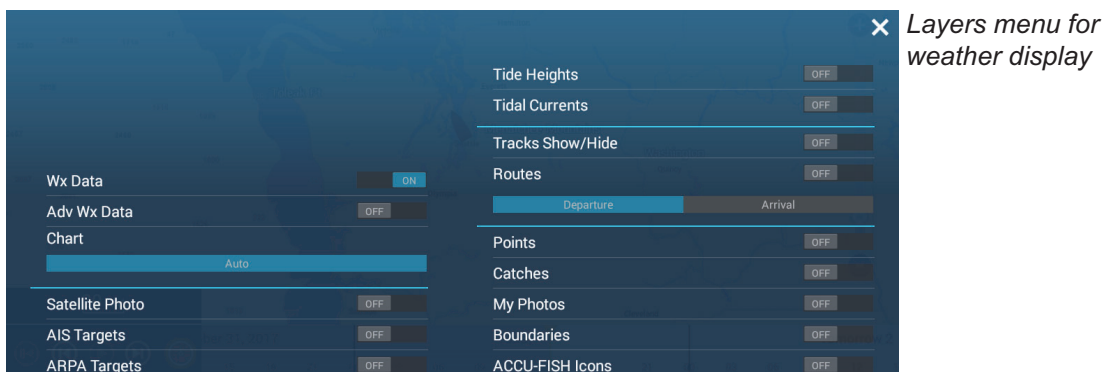 Layers menu for
weather display
Wx Data ON
Adv Wx Data OFF
Chart
Auto
Satellite Photo OFF
AIS Targets OFF
ARPA Targets OFF
Tide Heights OFF
Tidal Currents OFF
Tracks Show/Hide OFF
Routes OFF
Departure Arrival
Points OFF
Catches OFF
My Photos OFF
Boundaries OFF
ACCU-FISH Icons OFF